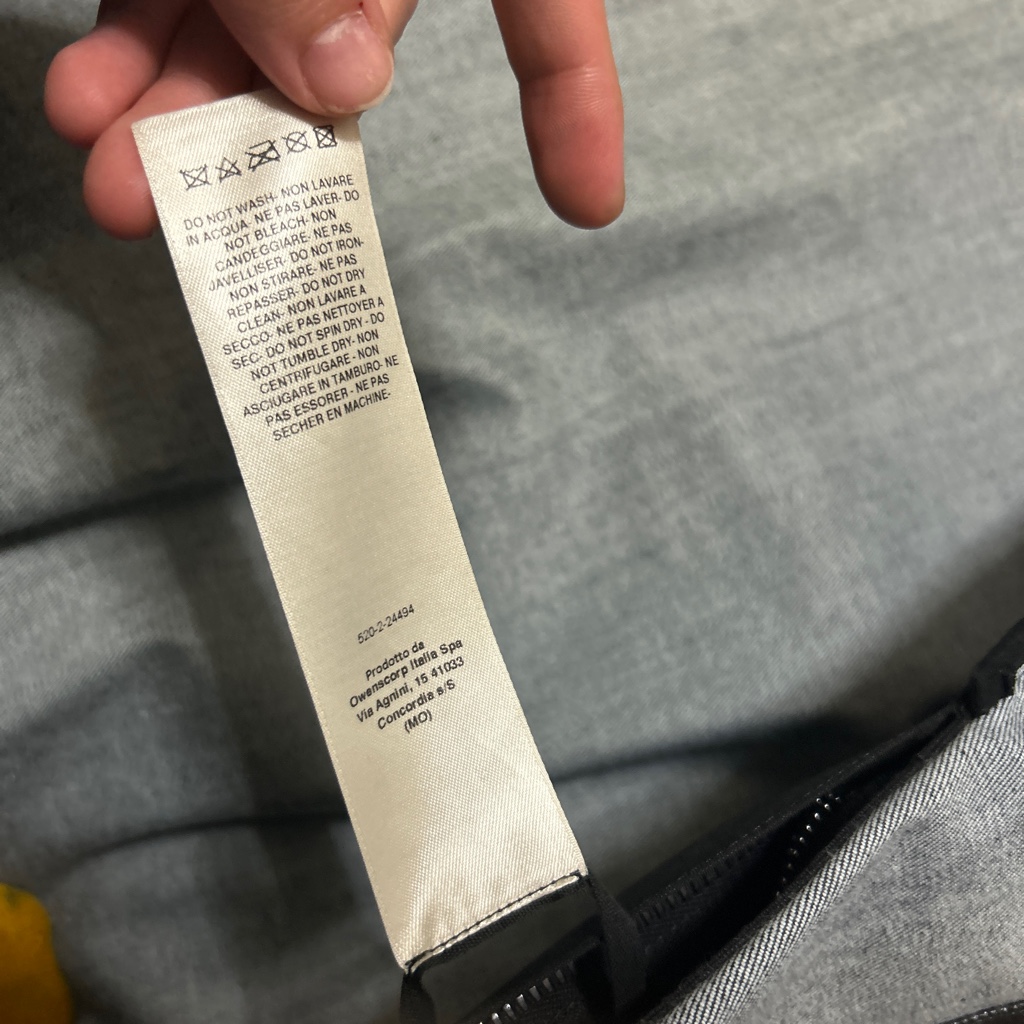 DO NOT WASH- NON LAVARE
IN ACQUA- NE PAS LAVER- DO
NOT BLEACH- NON
CANDEGGIARE- NE PAS
JAVELLISER- DO NOT IRON-
NON STIRARE- NE PAS
REPASSER- DO NOT DRY
CLEAN- NON LAVARE A
SECCO- NE PAS NETTOYER A
SEC- DO NOT SPIN DRY - DO
NOT TUMBLE DRY- NON
CENTRIFUGARE - NON
ASCIUGARE IN TAMBURO- NE
PAS ESSORER - NE PAS
SECHER EN MACHINE-
520-2-24494
Prodotto da
Owenscorp Italia Spa
Via Agnini, 15 41033
Concordia s/S
(MO)